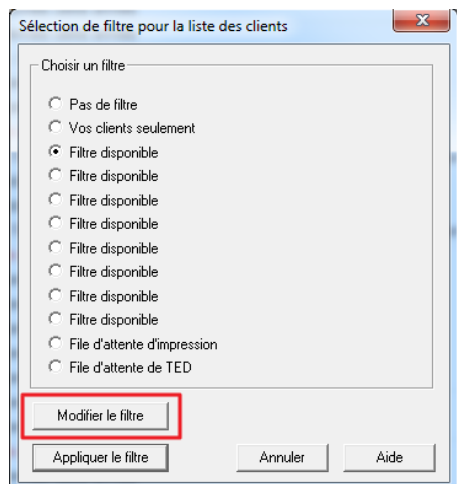 Sélection de filtre pour la liste des clients
Choisir un filtre
Pas de filtre
Vos clients seulement
Filtre disponible
Filtre disponible
Filtre disponible
Filtre disponible
Filtre disponible
Filtre disponible
Filtre disponible
Filtre disponible
File d'attente d'impression
File d'attente de TED
Modifier le filtre
Appliquer le filtre Annuler Aide